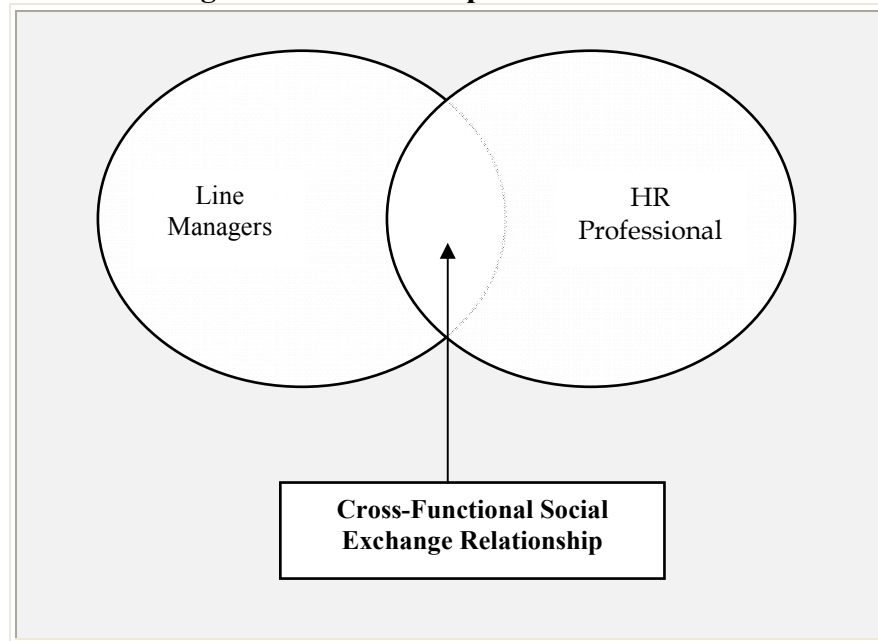 Line
Managers
HR
Professional
Cross-Functional Social
Exchange Relationship